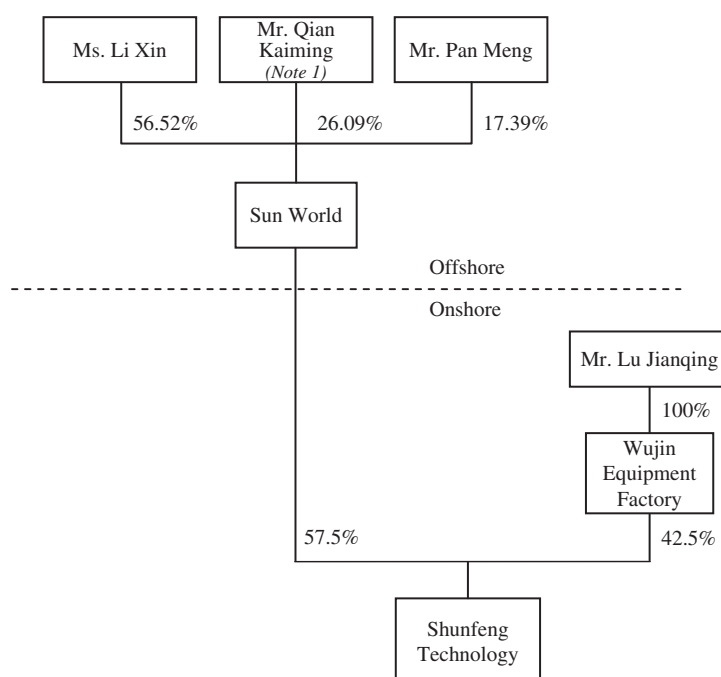 Ms. Li Xin
Mr. Qian
Kaiming
(Note 1)
Mr. Pan Meng
56.52%
26.09%
17.39%
Sun World
Offshore
Onshore
Mr. Lu Jianqing
100%
Wujin
Equipment
Factory
57.5%
42.5%
Shunfeng
Technology